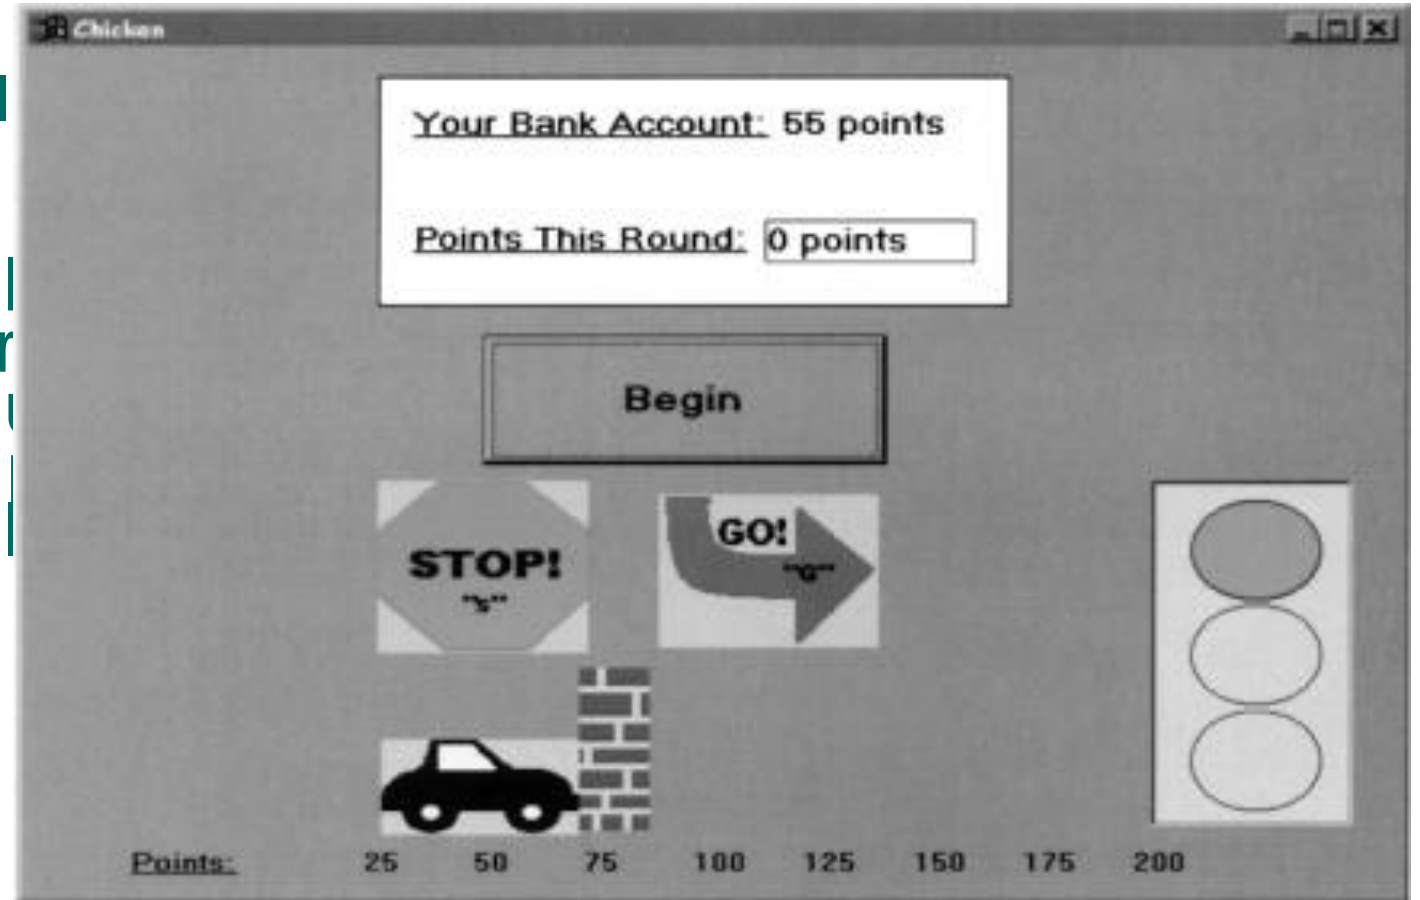 Chicken
Your Bank Account: 55 points
Points This Round: 0 points
Begin
STOP!
"s"
GO!
"G"
Points: 25 50 75 100 125 150 175 200